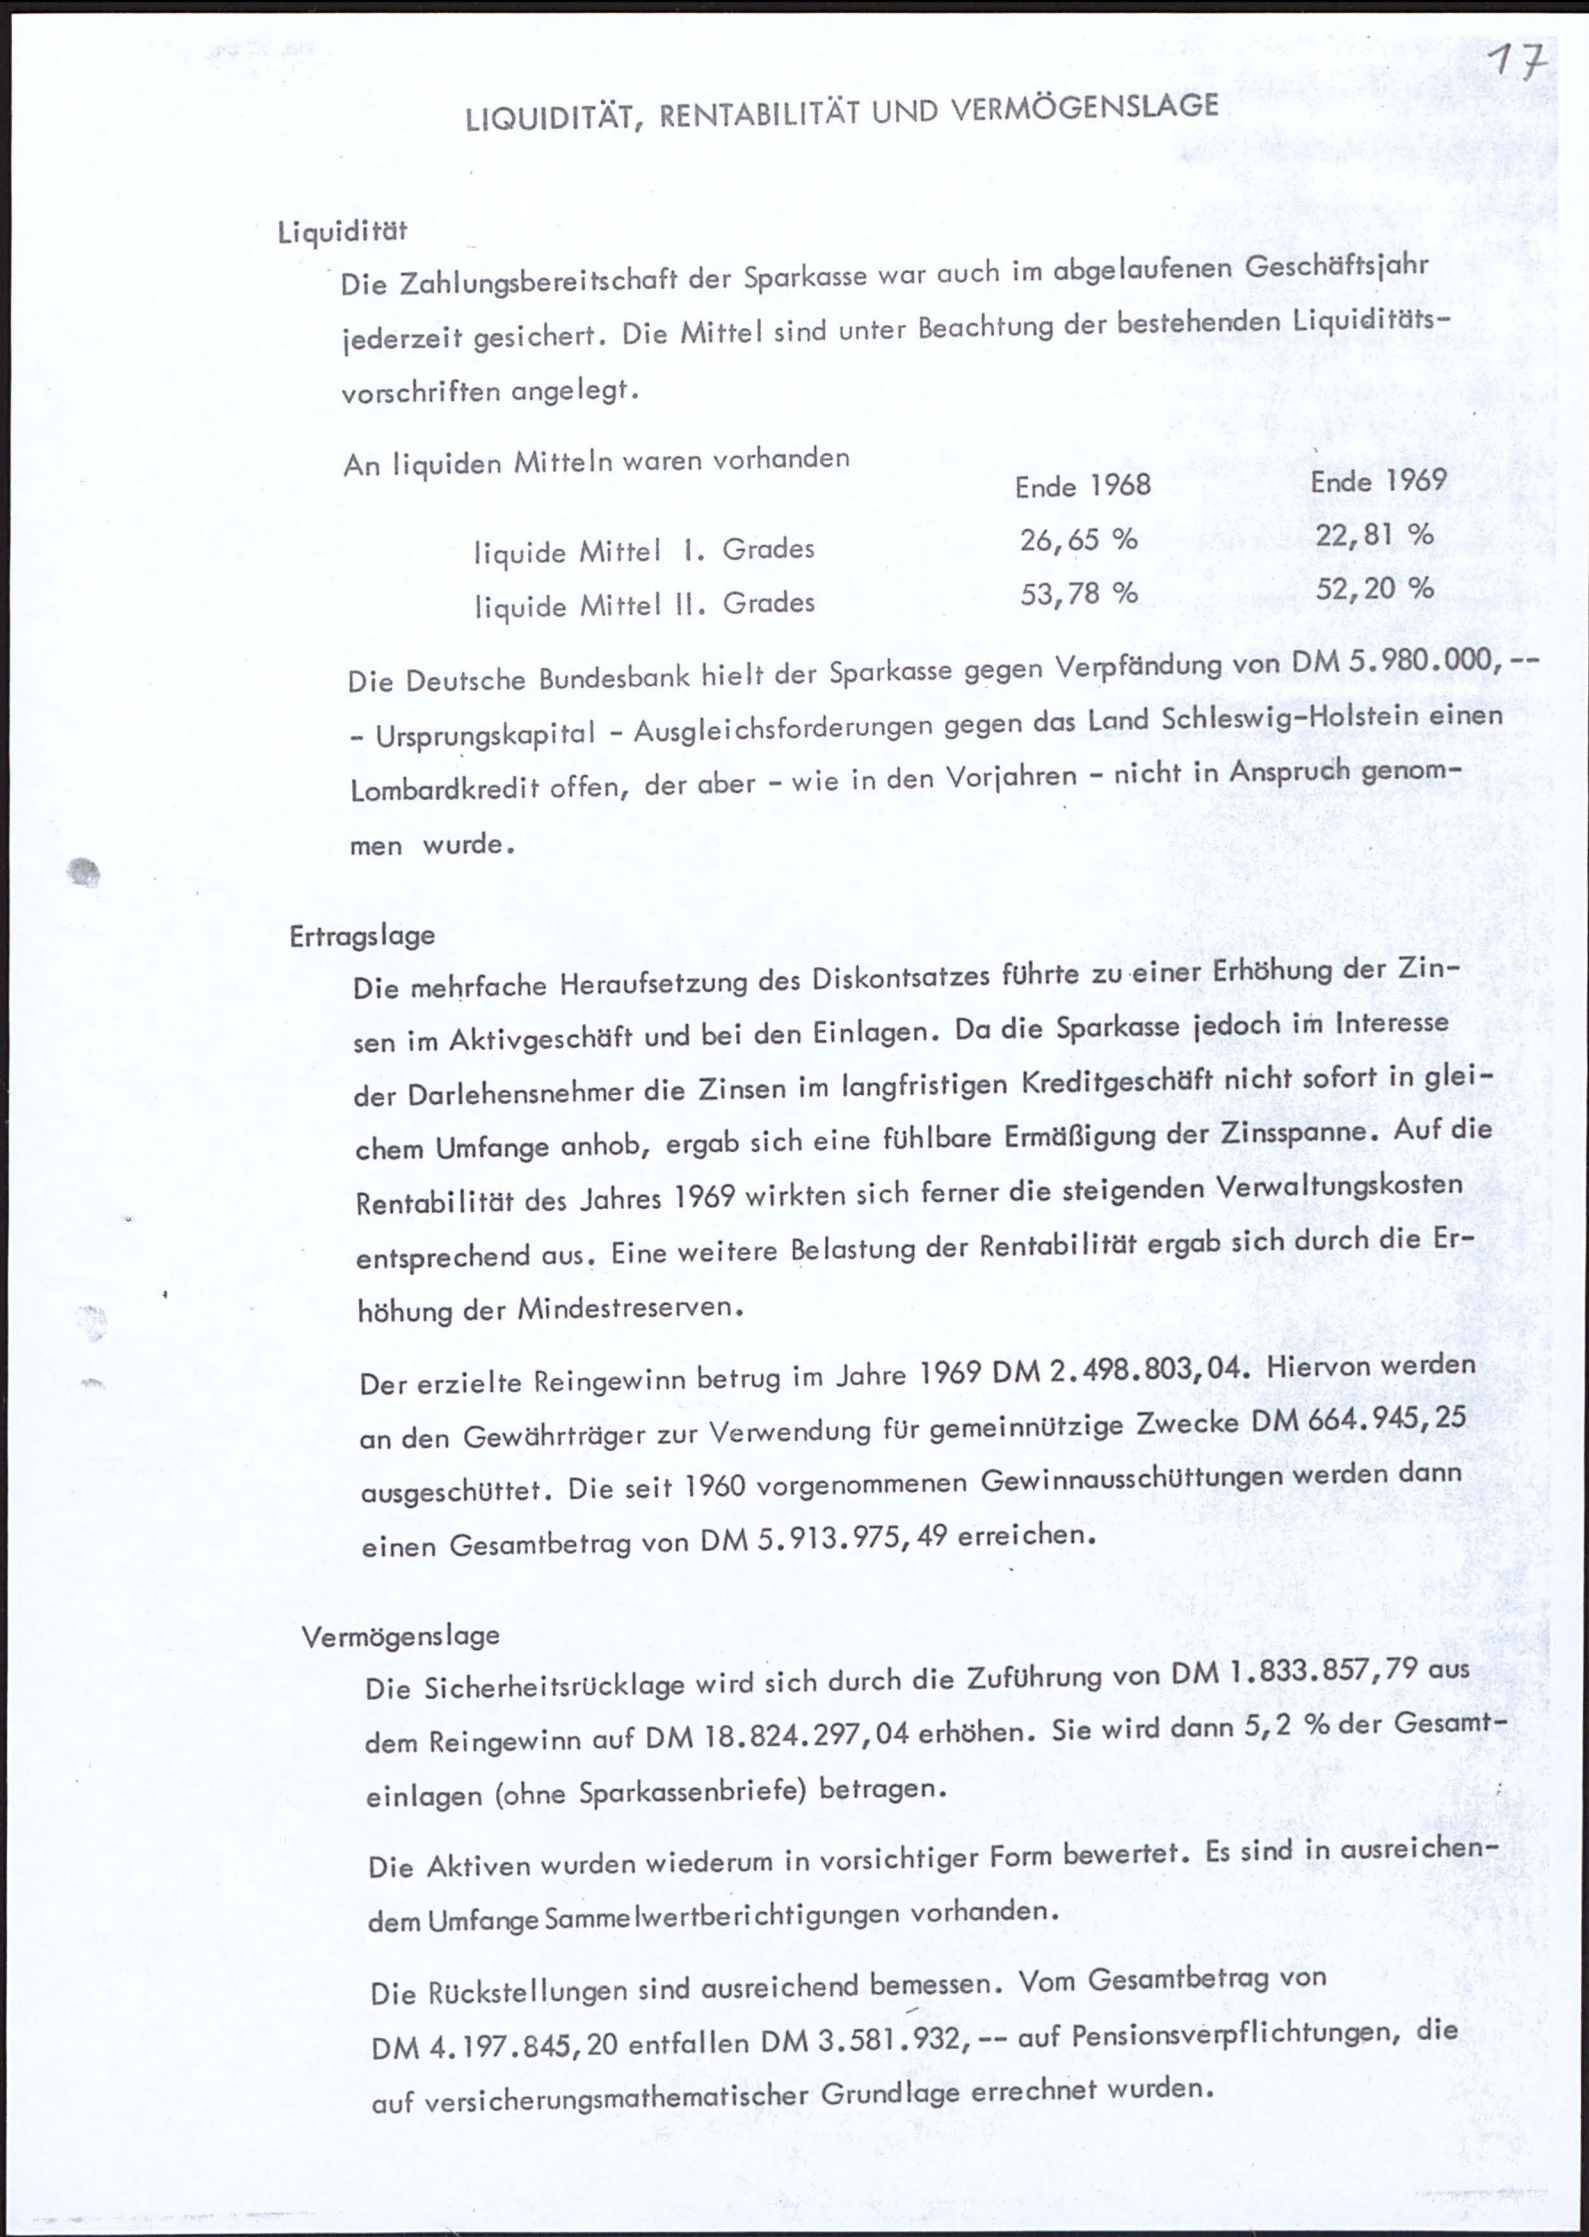 17
LIQUIDITÄT, RENTABILITÄT UND VERMÖGENSLAGE
Liquidität
Die Zahlungsbereitschaft der Sparkasse war auch im abgelaufenen Geschäftsjahr
jederzeit gesichert. Die Mittel sind unter Beachtung der bestehenden Liquiditäts-
vorschriften angelegt.
An liquiden Mitteln waren vorhanden
Ende 1968 Ende 1969
liquide Mittel I. Grades 26,65 % 22,81 %
liquide Mittel II. Grades 53,78 % 52,20 %
Die Deutsche Bundesbank hielt der Sparkasse gegen Verpfändung von DM 5.980.000,--
- Ursprungskapital - Ausgleichsforderungen gegen das Land Schleswig-Holstein einen
Lombardkredit offen, der aber - wie in den Vorjahren - nicht in Anspruch genom-
men wurde.
Ertragslage
Die mehrfache Heraufsetzung des Diskontsatzes führte zu einer Erhöhung der Zin-
sen im Aktivgeschäft und bei den Einlagen. Da die Sparkasse jedoch im Interesse
der Darlehensnehmer die Zinsen im langfristigen Kreditgeschäft nicht sofort in glei-
chem Umfange anhob, ergab sich eine fühlbare Ermäßigung der Zinsspanne. Auf die
Rentabilität des Jahres 1969 wirkten sich ferner die steigenden Verwaltungskosten
entsprechend aus. Eine weitere Belastung der Rentabilität ergab sich durch die Er-
höhung der Mindestreserven.
Der erzielte Reingewinn betrug im Jahre 1969 DM 2.498.803,04. Hiervon werden
an den Gewährträger zur Verwendung für gemeinnützige Zwecke DM 664.945,25
ausgeschüttet. Die seit 1960 vorgenommenen Gewinnausschüttungen werden dann
einen Gesamtbetrag von DM 5.913.975,49 erreichen.
Vermögenslage
Die Sicherheitsrücklage wird sich durch die Zuführung von DM 1.833.857,79 aus
dem Reingewinn auf DM 18.824.297,04 erhöhen. Sie wird dann 5,2 % der Gesamt-
einlagen (ohne Sparkassenbriefe) betragen.
Die Aktiven wurden wiederum in vorsichtiger Form bewertet. Es sind in ausreichen-
dem Umfange Sammelwertberichtigungen vorhanden.
Die Rückstellungen sind ausreichend bemessen. Vom Gesamtbetrag von
DM 4.197.845,20 entfallen DM 3.581.932,-- auf Pensionsverpflichtungen, die
auf versicherungsmathematischer Grundlage errechnet wurden.